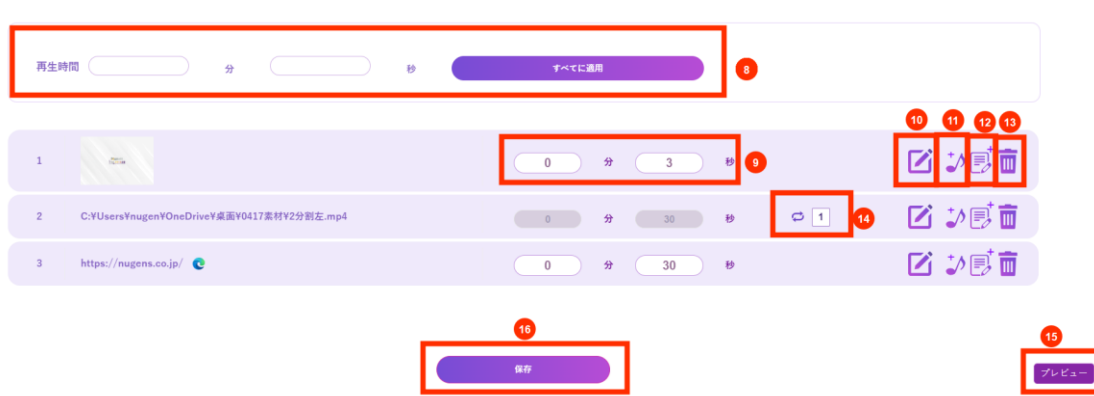 再生時間 分 秒 すべてに適用 8
10 11 12 13
1 0 分 3 秒 9
2 C:¥Users¥nugen¥OneDrive¥桌面¥0417素材¥2分割左.mp4 0 分 30 秒 1 14
3 https://nugens.co.jp/ 0 分 30 秒
16
保存
15
プレビュー